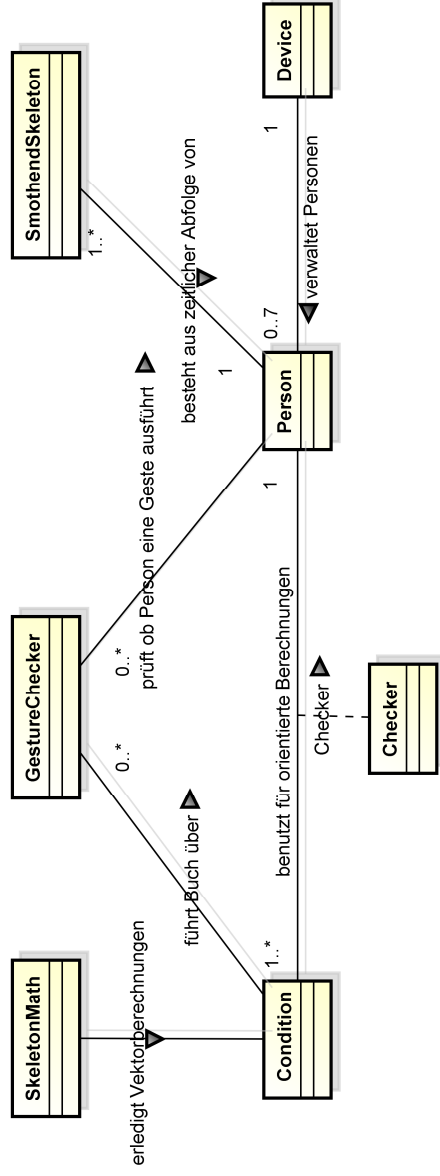 SkeletonMath
GestureChecker
SmothendSkeleton
1..*
0..*
0..*
erledigt Vektorberechnungen
prüft ob Person eine Geste ausführt
führt Buch über
besteht aus zeitlicher Abfolge von
1
1..*
1
0..7
1
benutzt für orientierte Berechnungen
Condition
Person
Device
verwaltet Personen
Checker
Checker